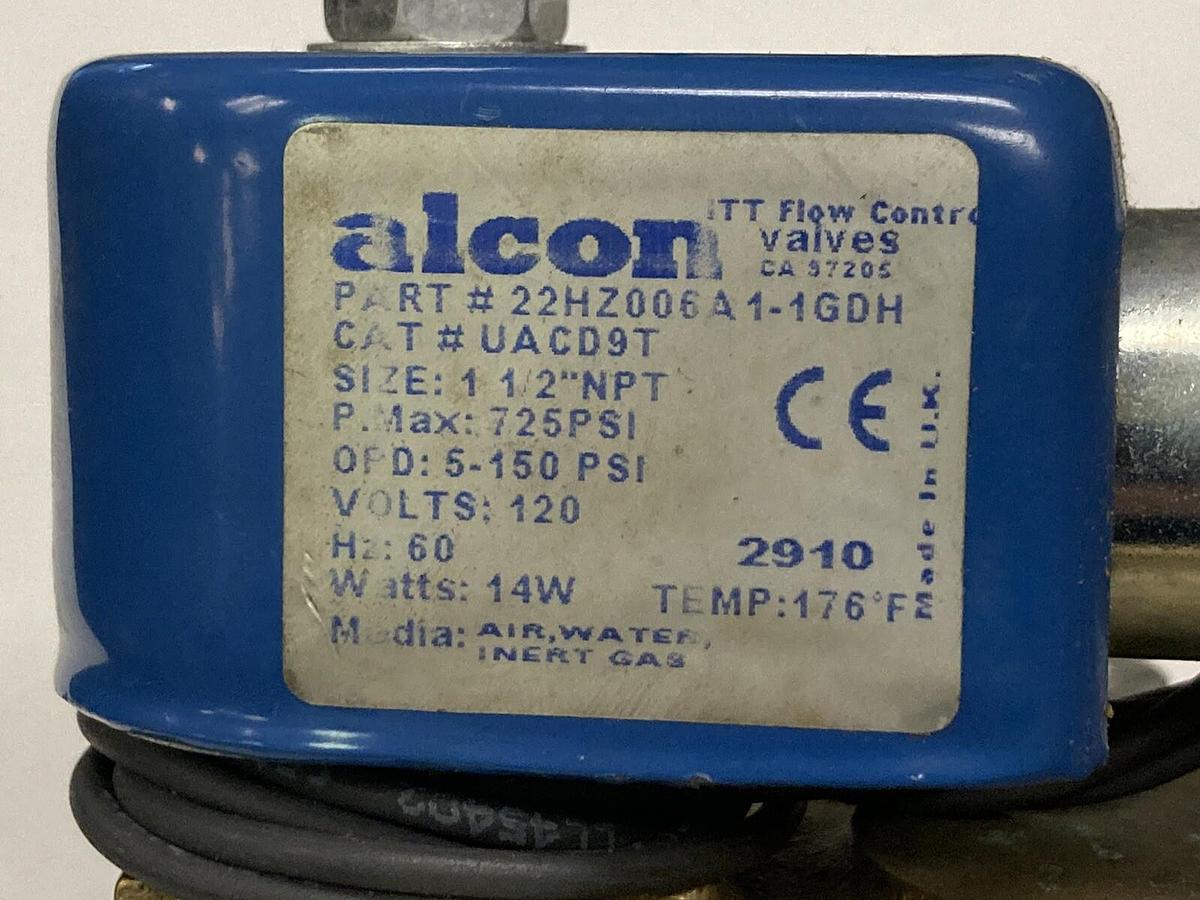 alcon
ITT Flow Contro
valves
CA 97205
PART # 22HZ006A1-1GDH
CAT # UACD9T
SIZE: 1 1/2"NPT
P.Max: 725PSI
OPD: 5-150 PSI
VOLTS: 120
Hz: 60
Watts: 14W
Media: AIR,WATER,
INERT GAS
CE
2910
TEMP:176°F
Made In U.K.